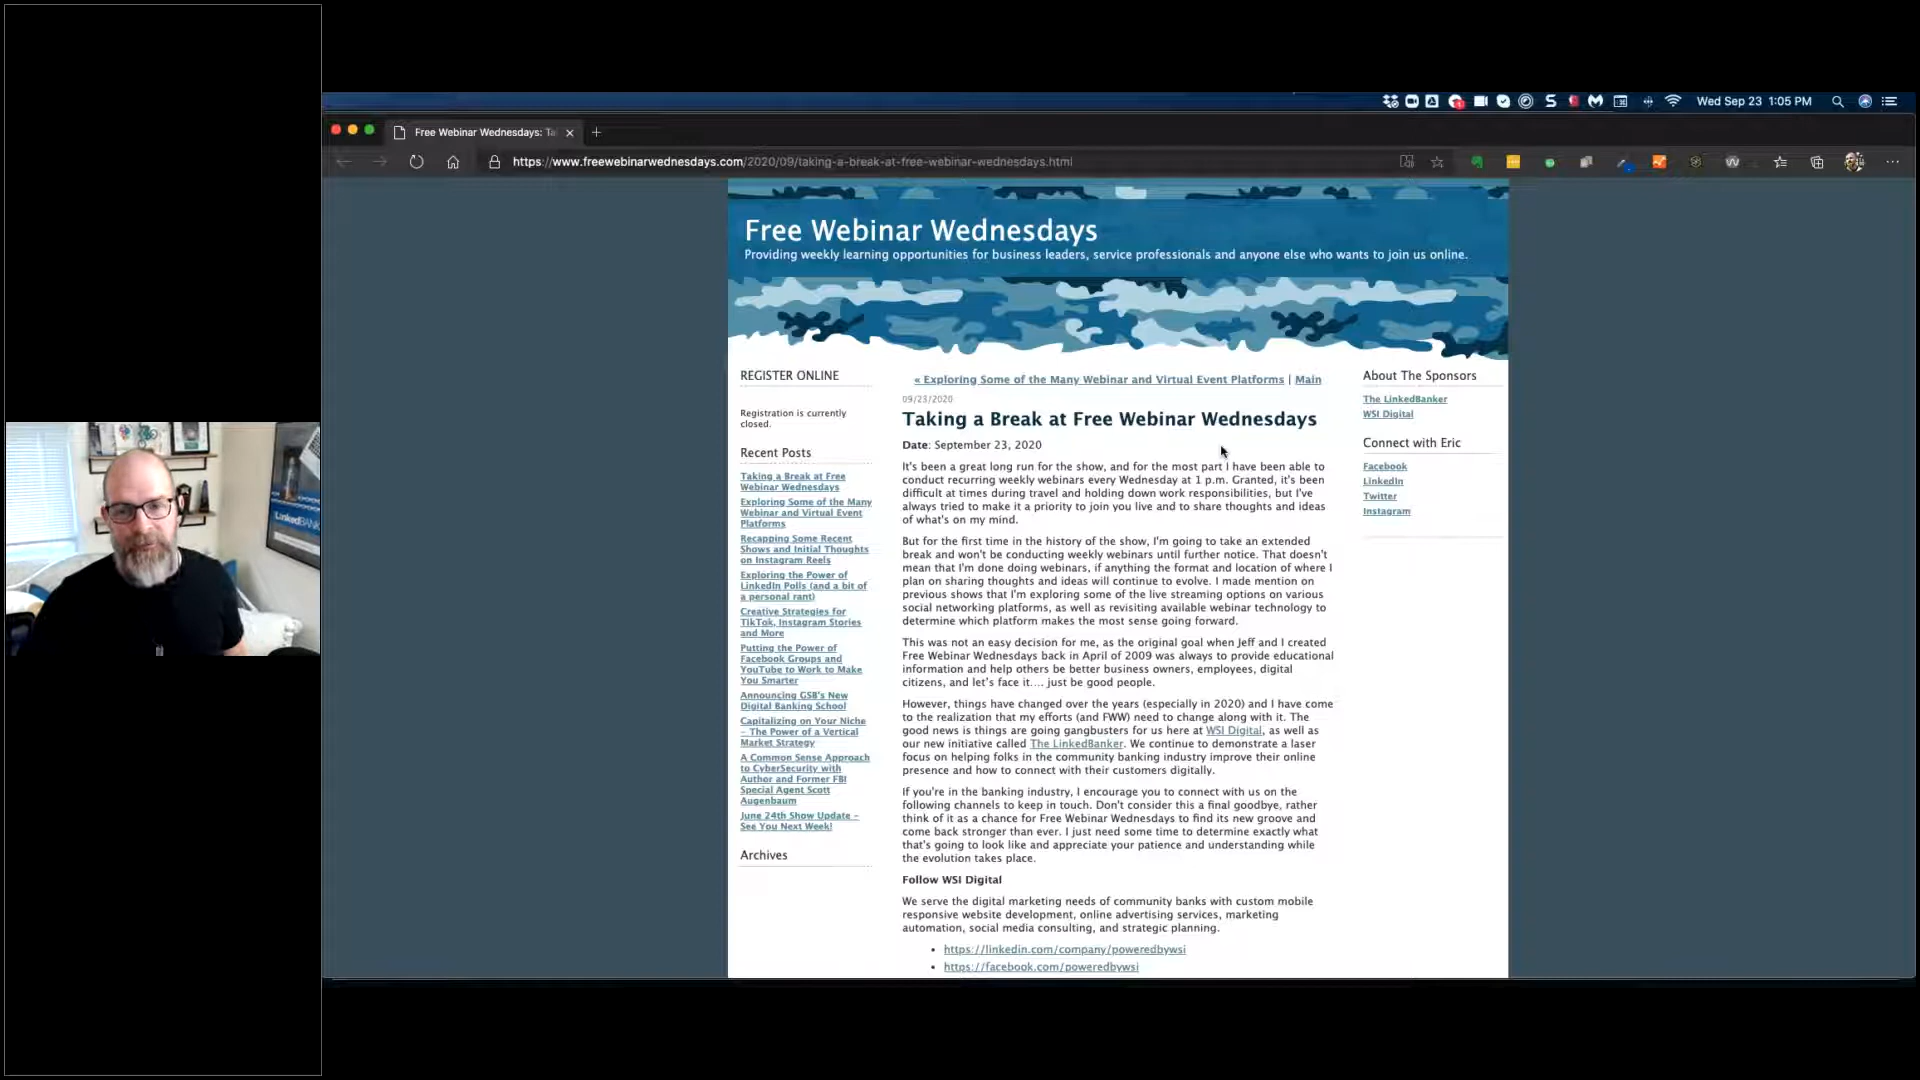 Wed Sep 23 1:05 PM
Free Webinar Wednesdays: Ta
https://www.freewebinarwednesdays.com/2020/09/taking-a-break-at-free-webinar-wednesdays.html
Free Webinar Wednesdays
Providing weekly learning opportunities for business leaders, service professionals and anyone else who wants to join us online.
REGISTER ONLINE
Registration is currently
closed.
Recent Posts
Taking a Break at Free
Webinar Wednesdays
Exploring Some of the Many
Webinar and Virtual Event
Platforms
Recapping Some Recent
Shows and Initial Thoughts
on Instagram Reels
Exploring the Power of
LinkedIn Polls (and a bit of
a personal rant)
Creative Strategies for
TikTok, Instagram Stories
and More
Putting the Power of
Facebook Groups and
YouTube to Work to Make
You Smarter
Announcing GSB's New
Digital Banking School
Capitalizing on Your Niche
– The Power of a Vertical
Market Strategy
A Common Sense Approach
to CyberSecurity with
Author and Former FBI
Special Agent Scott
Augenbaum
June 24th Show Update –
See You Next Week!
Archives
« Exploring Some of the Many Webinar and Virtual Event Platforms | Main
09/23/2020
Taking a Break at Free Webinar Wednesdays
Date: September 23, 2020
It's been a great long run for the show, and for the most part I have been able to
conduct recurring weekly webinars every Wednesday at 1 p.m. Granted, it's been
difficult at times during travel and holding down work responsibilities, but I've
always tried to make it a priority to join you live and to share thoughts and ideas
of what's on my mind.
But for the first time in the history of the show, I'm going to take an extended
break and won't be conducting weekly webinars until further notice. That doesn't
mean that I'm done doing webinars, if anything the format and location of where I
plan on sharing thoughts and ideas will continue to evolve. I made mention on
previous shows that I'm exploring some of the live streaming options on various
social networking platforms, as well as revisiting available webinar technology to
determine which platform makes the most sense going forward.
This was not an easy decision for me, as the original goal when Jeff and I created
Free Webinar Wednesdays back in April of 2009 was always to provide educational
information and help others be better business owners, employees, digital
citizens, and let's face it.... just be good people.
However, things have changed over the years (especially in 2020) and I have come
to the realization that my efforts (and FWW) need to change along with it. The
good news is things are going gangbusters for us here at WSI Digital, as well as
our new initiative called The LinkedBanker. We continue to demonstrate a laser
focus on helping folks in the community banking industry improve their online
presence and how to connect with their customers digitally.
If you're in the banking industry, I encourage you to connect with us on the
following channels to keep in touch. Don't consider this a final goodbye, rather
think of it as a chance for Free Webinar Wednesdays to find its new groove and
come back stronger than ever. I just need some time to determine exactly what
that's going to look like and appreciate your patience and understanding while
the evolution takes place.
Follow WSI Digital
We serve the digital marketing needs of community banks with custom mobile
responsive website development, online advertising services, marketing
automation, social media consulting, and strategic planning.
• https://linkedin.com/company/poweredbywsi
• https://facebook.com/poweredbywsi
About The Sponsors
The LinkedBanker
WSI Digital
Connect with Eric
Facebook
LinkedIn
Twitter
Instagram